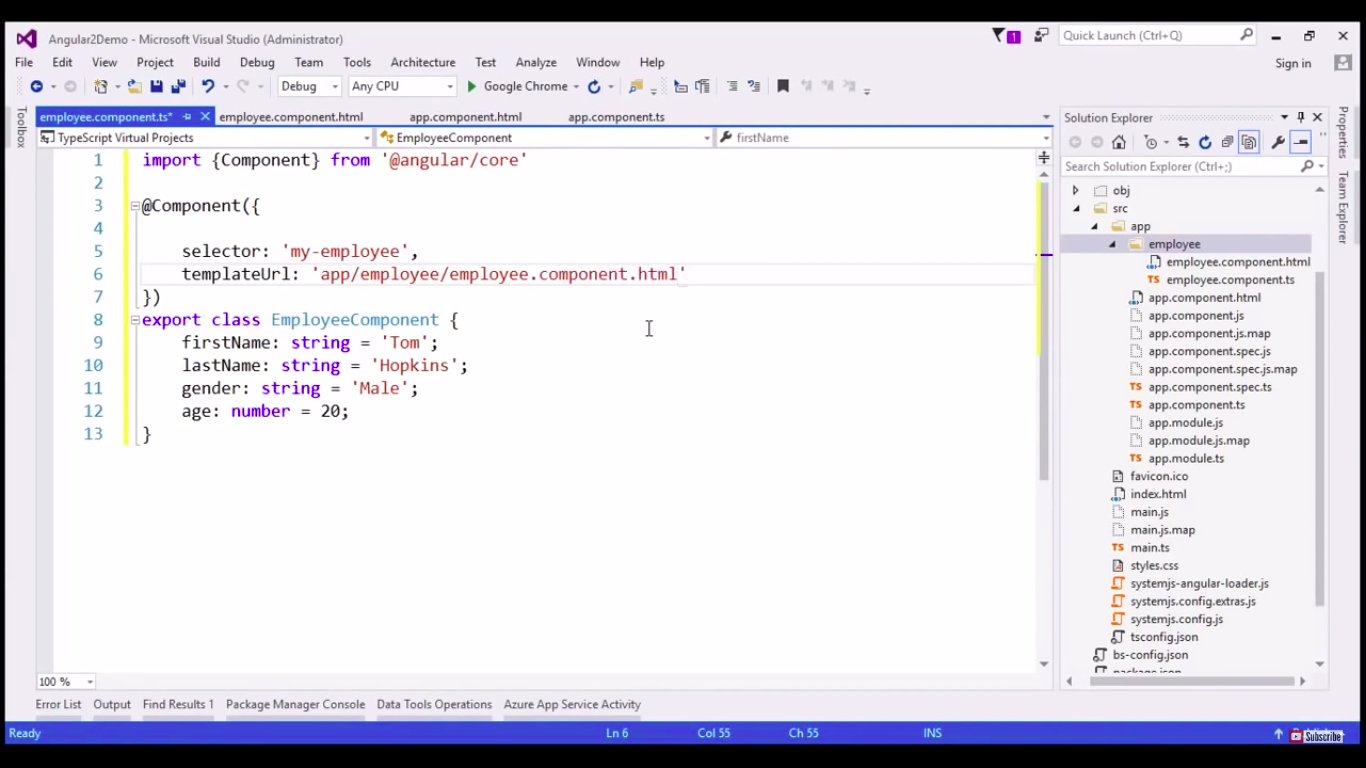 Angular2Demo - Microsoft Visual Studio (Administrator)
1
Quick Launch (Ctrl+Q)
File Edit View Project Build Debug Team Tools Architecture Test Analyze Window Help
Sign in
Debug Any CPU Google Chrome
employee.component.ts* employee.component.html app.component.html app.component.ts
TypeScript Virtual Projects EmployeeComponent firstName
Toolbox
1 import {Component} from '@angular/core'
2
3 @Component({
4
5 selector: 'my-employee',
6 templateUrl: 'app/employee/employee.component.html'
7 })
8 export class EmployeeComponent {
9 firstName: string = 'Tom';
10 lastName: string = 'Hopkins';
11 gender: string = 'Male';
12 age: number = 20;
13 }
100 %
Solution Explorer
Search Solution Explorer (Ctrl+;)
obj
src
app
employee
employee.component.html
TS employee.component.ts
app.component.html
app.component.js
app.component.js.map
app.component.spec.js
app.component.spec.js.map
TS app.component.spec.ts
TS app.component.ts
app.module.js
app.module.js.map
TS app.module.ts
favicon.ico
index.html
main.js
main.js.map
TS main.ts
styles.css
systemjs-angular-loader.js
systemjs.config.extras.js
systemjs.config.js
tsconfig.json
bs-config.json
package.json
Properties
Team Explorer
Error List Output Find Results 1 Package Manager Console Data Tools Operations Azure App Service Activity
Ready Ln 6 Col 55 Ch 55 INS
Subscribe